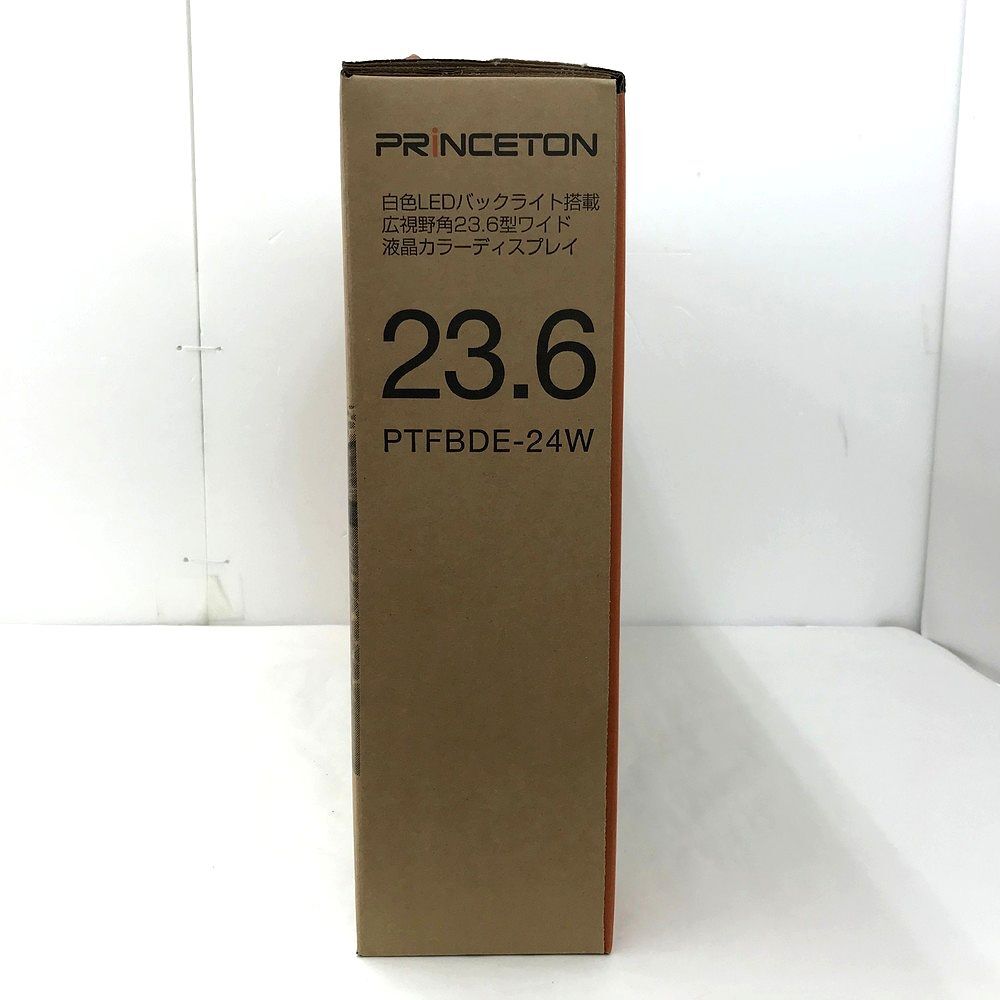 PRINCETON
白色LEDバックライト搭載
広視野角23.6型ワイド
液晶カラーディスプレイ
23.6
PTFBDE-24W